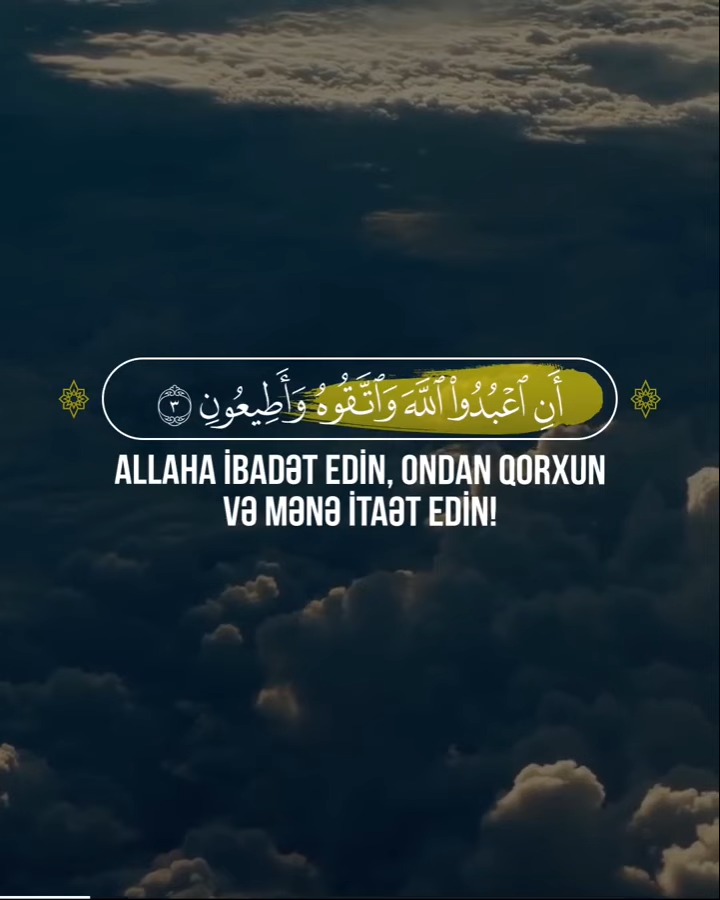 أَنِ ٱعۡبُدُواْ ٱللَّهَ وَٱتَّقُوهُ وَأَطِيعُونِ ٣
ALLAHA İBADƏT EDİN, ONDAN QORXUN
VƏ MƏNƏ İTAƏT EDİN!